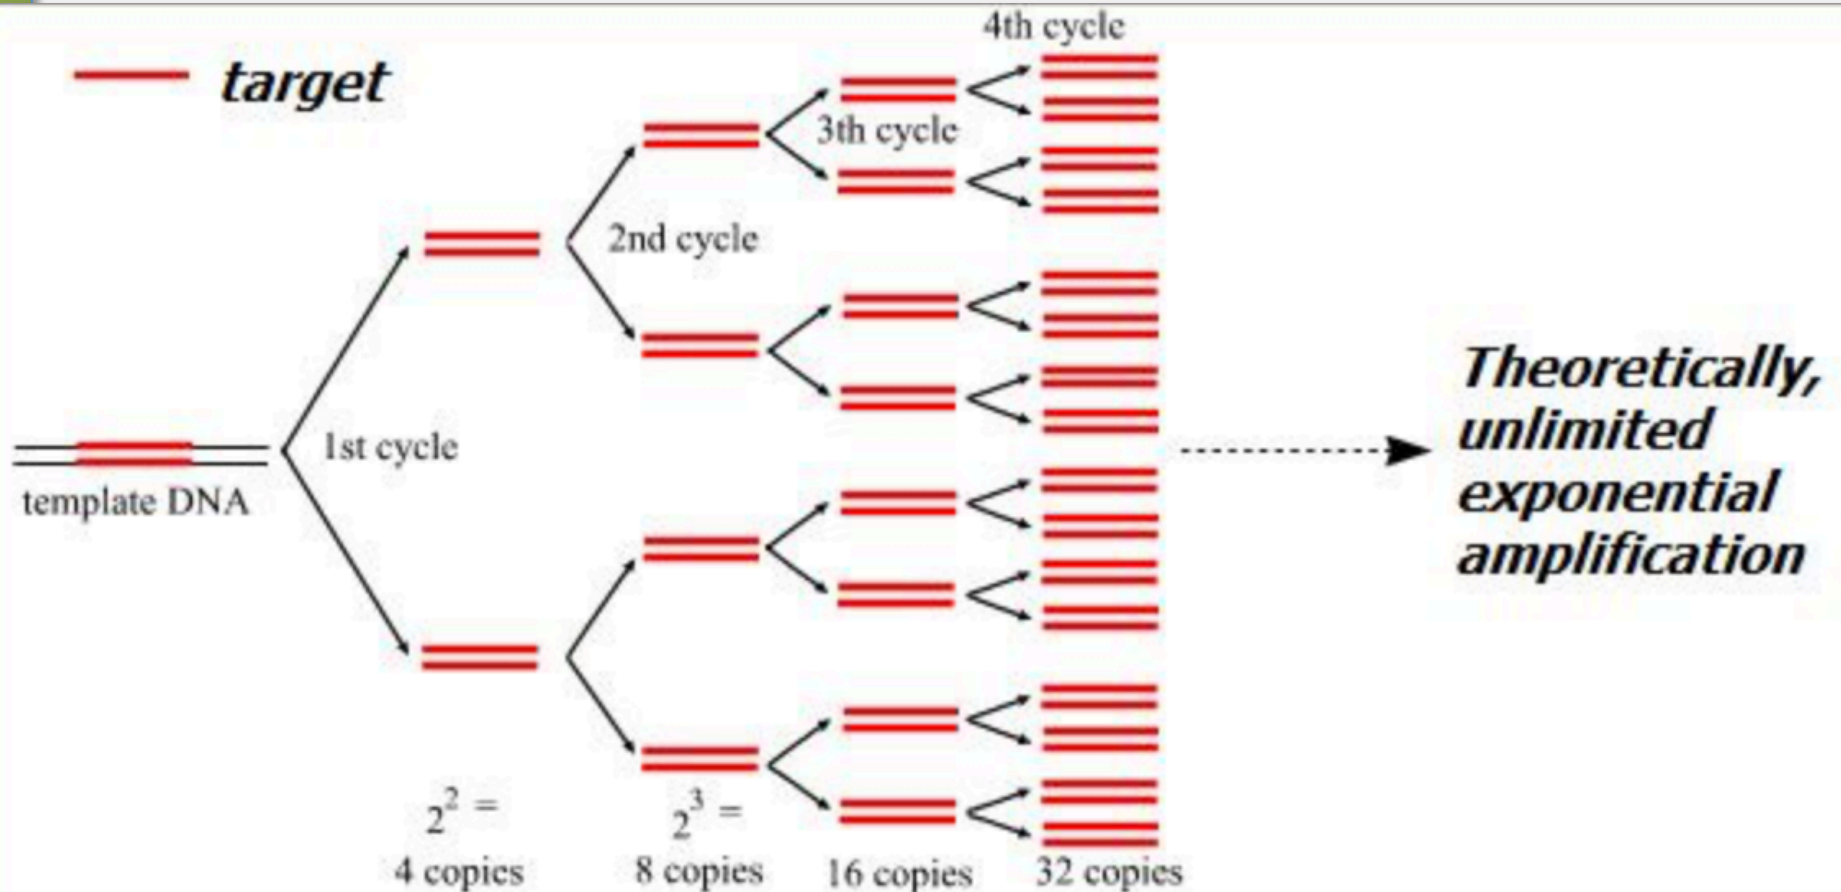 4th cycle
target
3th cycle
2nd cycle
1st cycle
template DNA
Theoretically,
unlimited
exponential
amplification
2² =
4 copies
2³ =
8 copies
16 copies
32 copies